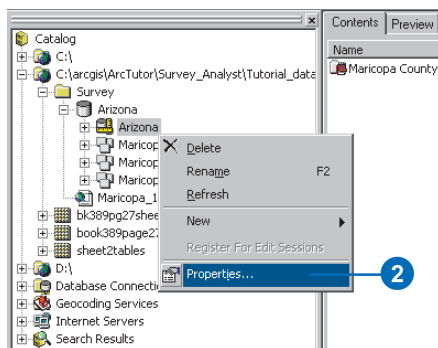 Catalog
C:\
C:\arcgis\ArcTutor\Survey_Analyst\Tutorial_data
Survey
Arizona
Arizona
Maricop
Maricop
Maricop
Maricopa_1
bk389pg27shee
book389page27
sheet2tables
D:\
Database Connecti
Geocoding Services
Internet Servers
Search Results
Delete
Rename F2
Refresh
New
Register For Edit Sessions
Properties...
2
Contents Preview
Name
Maricopa County